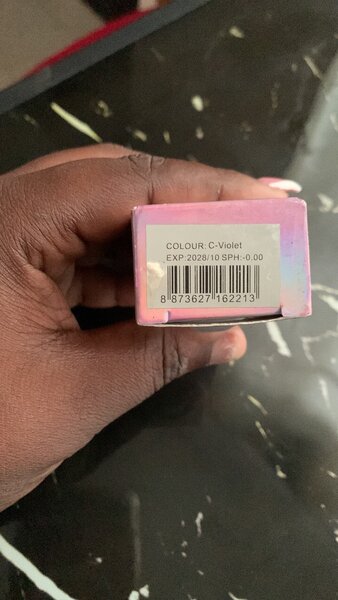 COLOUR: C-Violet
EXP:2028/10 SPH:-0.00
8 873627 162213